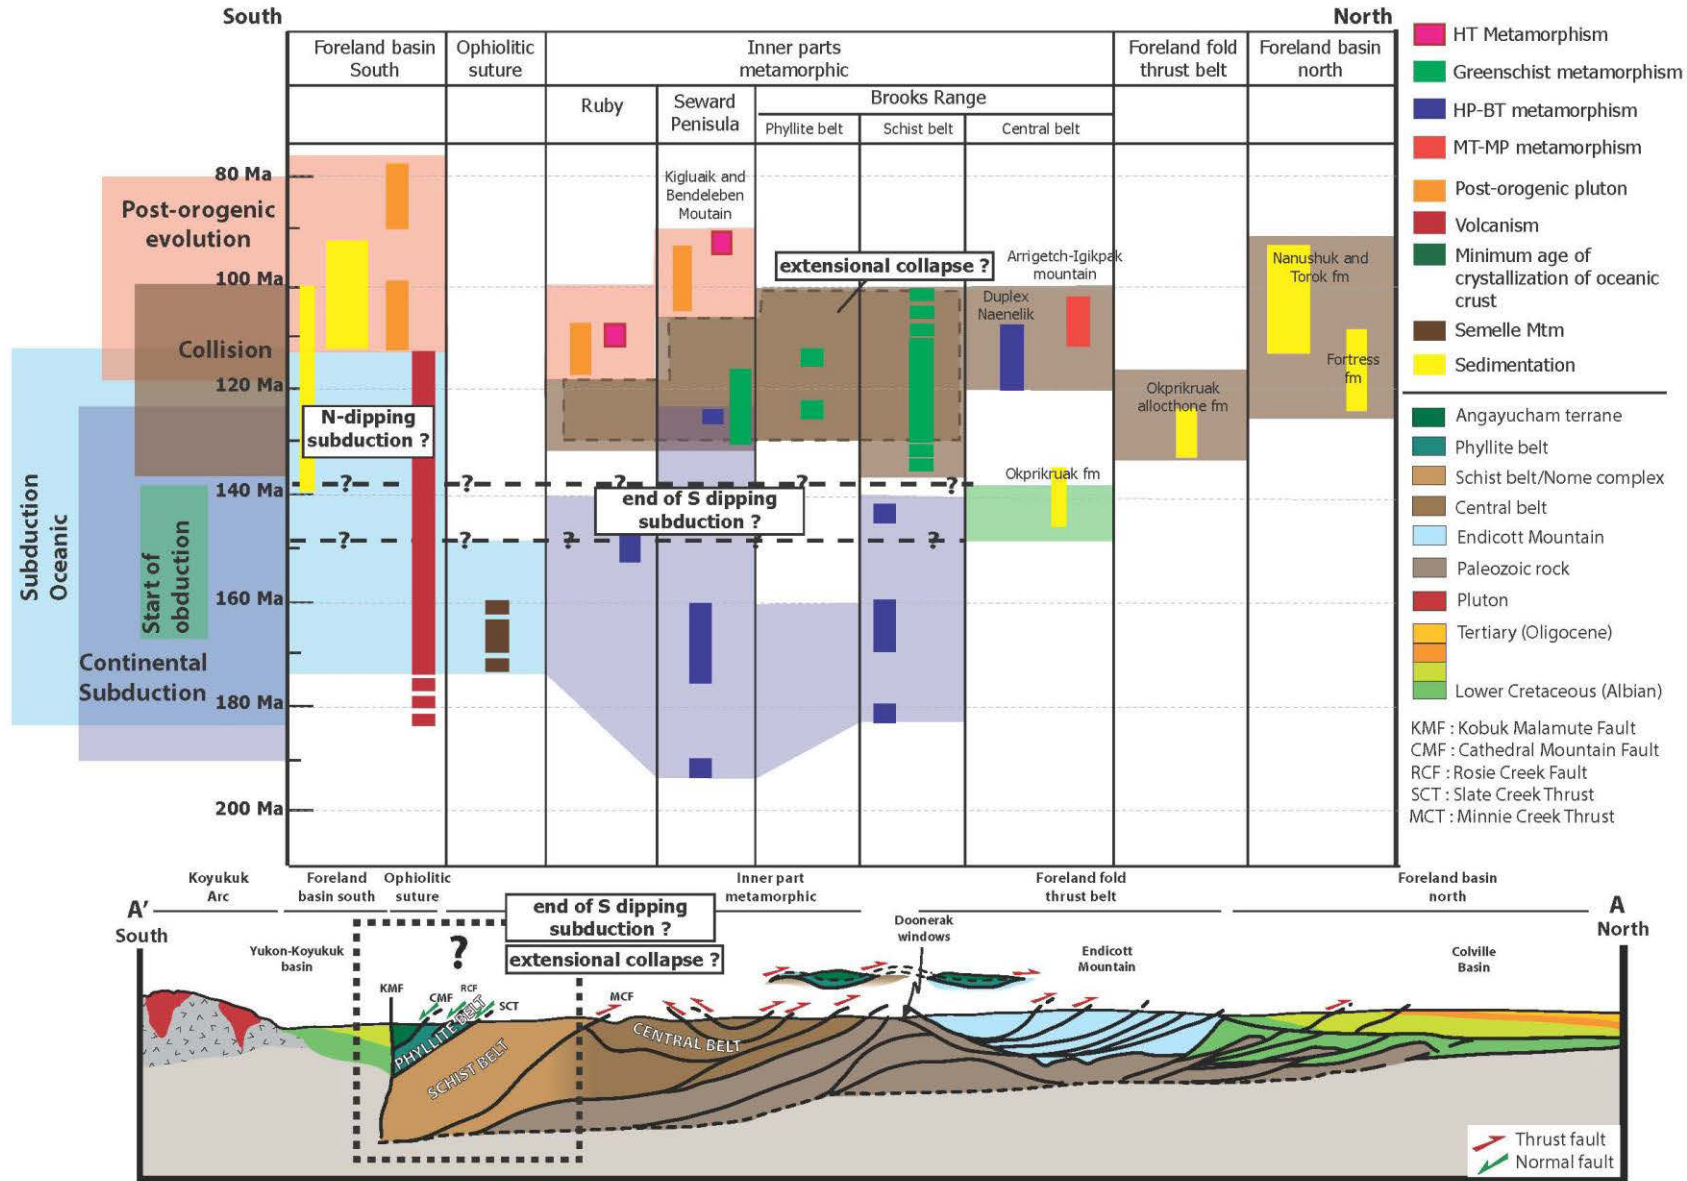 South
North
Foreland basin
South
Ophiolitic
suture
Inner parts
metamorphic
Foreland fold
thrust belt
Foreland basin
north
Ruby
Seward
Penisula
Brooks Range
Phyllite belt
Schist belt
Central belt
80 Ma
100 Ma
120 Ma
140 Ma
160 Ma
180 Ma
200 Ma
Post-orogenic
evolution
Collision
Subduction
Oceanic
Start of
obduction
Continental
Subduction
Kigluaik and
Bendeleben
Moutain
extensional collapse ?
Arrigetch-Igikpak
mountain
Duplex
Naenelik
Nanushuk and
Torok fm
Fortress
fm
Okprikruak
allocthone fm
N-dipping
subduction ?
Okprikruak fm
? ? ? ? ?
end of S dipping
subduction ?
? ? ? ? ?
HT Metamorphism
Greenschist metamorphism
HP-BT metamorphism
MT-MP metamorphism
Post-orogenic pluton
Volcanism
Minimum age of
crystallization of oceanic
crust
Semelle Mtm
Sedimentation
Angayucham terrane
Phyllite belt
Schist belt/Nome complex
Central belt
Endicott Mountain
Paleozoic rock
Pluton
Tertiary (Oligocene)
Lower Cretaceous (Albian)
KMF : Kobuk Malamute Fault
CMF : Cathedral Mountain Fault
RCF : Rosie Creek Fault
SCT : Slate Creek Thrust
MCT : Minnie Creek Thrust
Koyukuk
Arc
Foreland
basin south
Ophiolitic
suture
Inner part
metamorphic
Foreland fold
thrust belt
Foreland basin
north
A'
South
A
North
end of S dipping
subduction ?
extensional collapse ?
?
Yukon-Koyukuk
basin
Doonerak
windows
Endicott
Mountain
Colville
Basin
KMF
CMF
RCF
SCT
MCF
PHYLLITE BELT
SCHIST BELT
CENTRAL BELT
Thrust fault
Normal fault